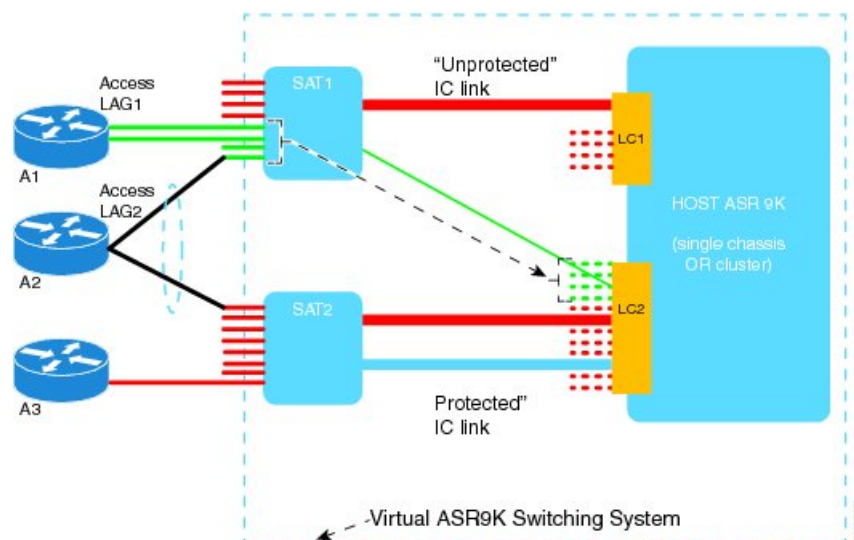 Access
LAG1
A1
Access
LAG2
A2
A3
SAT1
SAT2
“Unprotected”
IC link
Protected”
IC link
LC1
LC2
HOST ASR 9K
(single chassis
OR cluster)
Virtual ASR9K Switching System